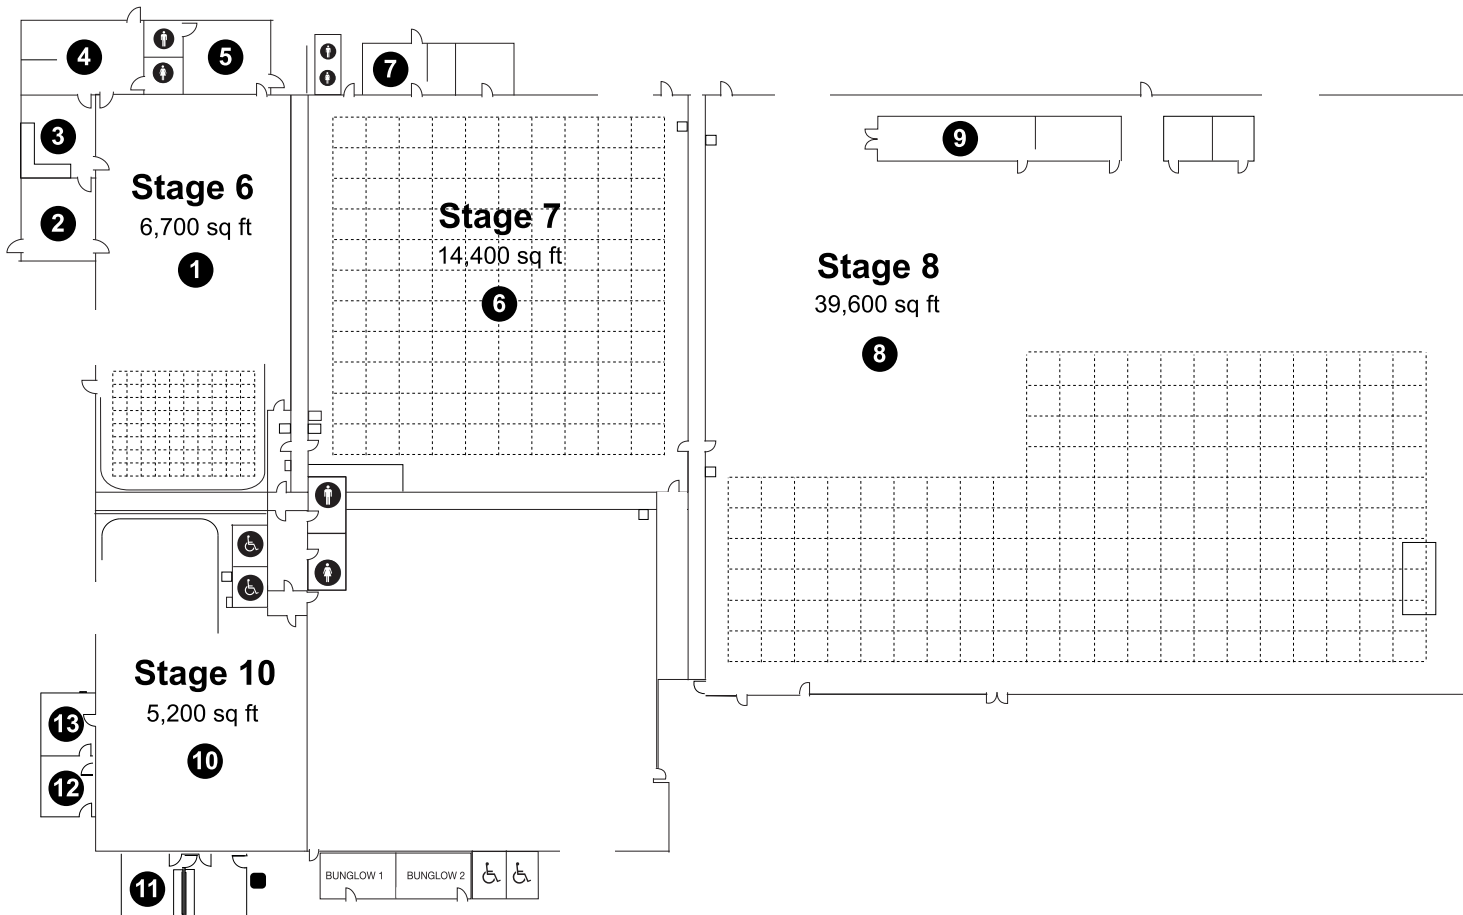 4
5
7
3
9
Stage 6
6,700 sq ft
2
1
Stage 7
14,400 sq ft
6
Stage 8
39,600 sq ft
8
Stage 10
5,200 sq ft
13
10
12
11
BUNGLOW 1
BUNGLOW 2